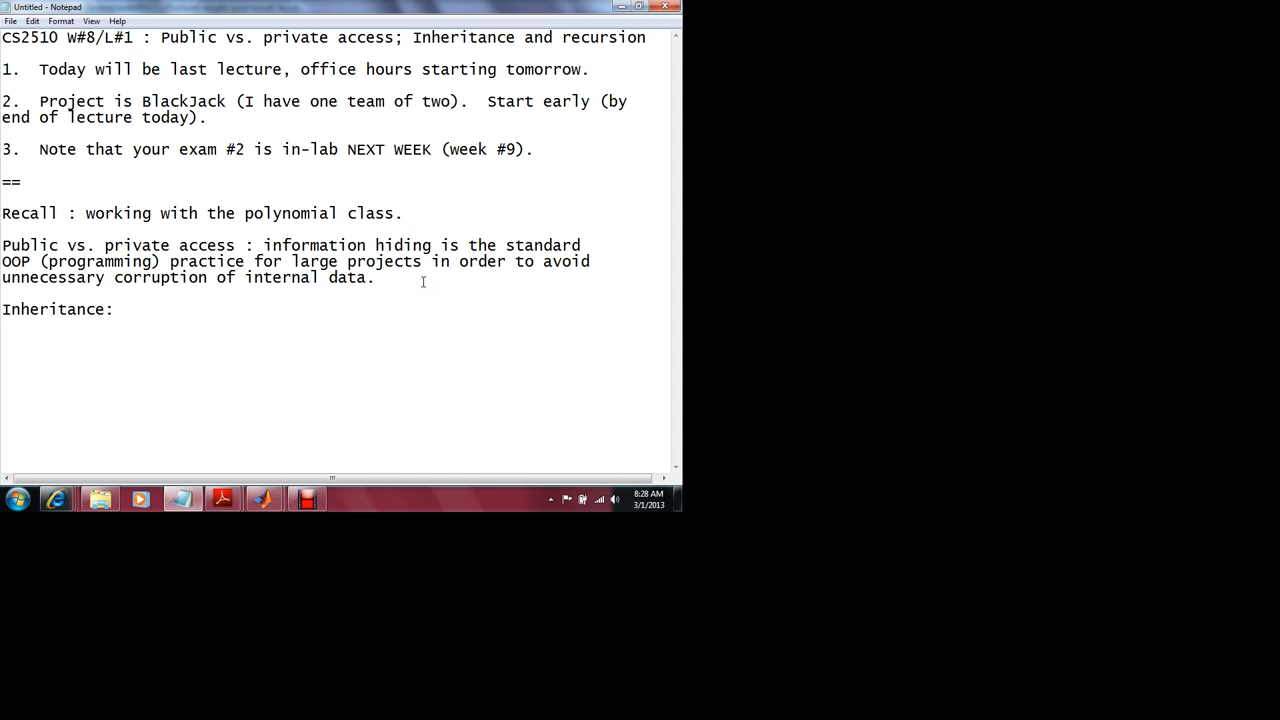 Untitled - Notepad
File Edit Format View Help
CS2510 W#8/L#1 : Public vs. private access; Inheritance and recursion
1.  Today will be last lecture, office hours starting tomorrow.
2.  Project is BlackJack (I have one team of two).  Start early (by
end of lecture today).
3.  Note that your exam #2 is in-lab NEXT WEEK (week #9).
==
Recall : working with the polynomial class.
Public vs. private access : information hiding is the standard
OOP (programming) practice for large projects in order to avoid
unnecessary corruption of internal data.
Inheritance:
8:28 AM
3/1/2013